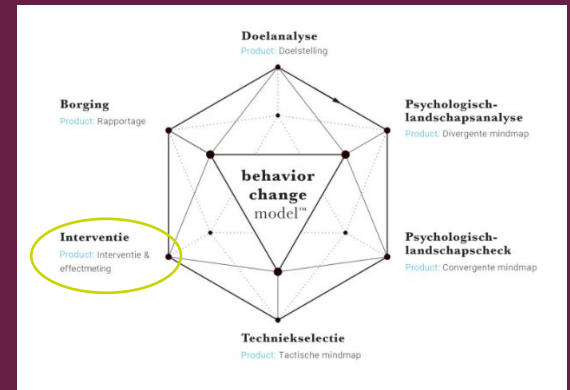 Doelanalyse
Product: Doelstelling
Psychologisch-
landschapsanalyse
Product: Divergente mindmap
Psychologisch-
landschapscheck
Product: Convergente mindmap
Techniekselectie
Product: Tactische mindmap
Interventie
Product: Interventie &
effectmeting
Borging
Product: Rapportage
behavior
change
model™